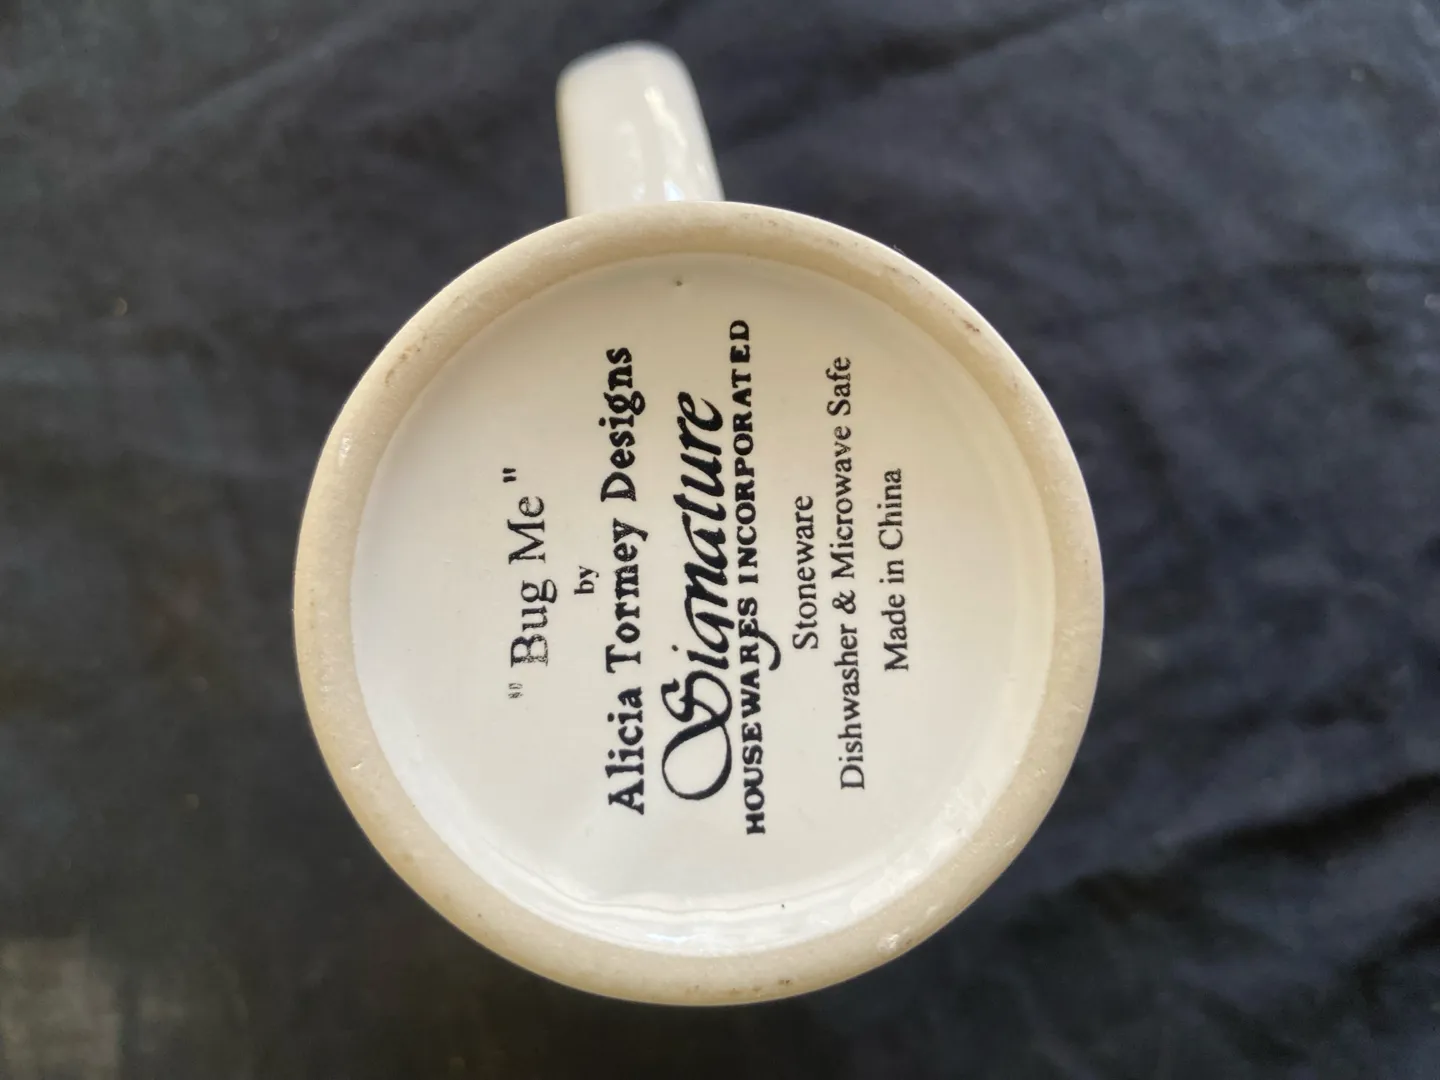 "Bug Me"
by
Alicia Tormey Designs
Signature
HOUSEWARES INCORPORATED
Stoneware
Dishwasher & Microwave Safe
Made in China